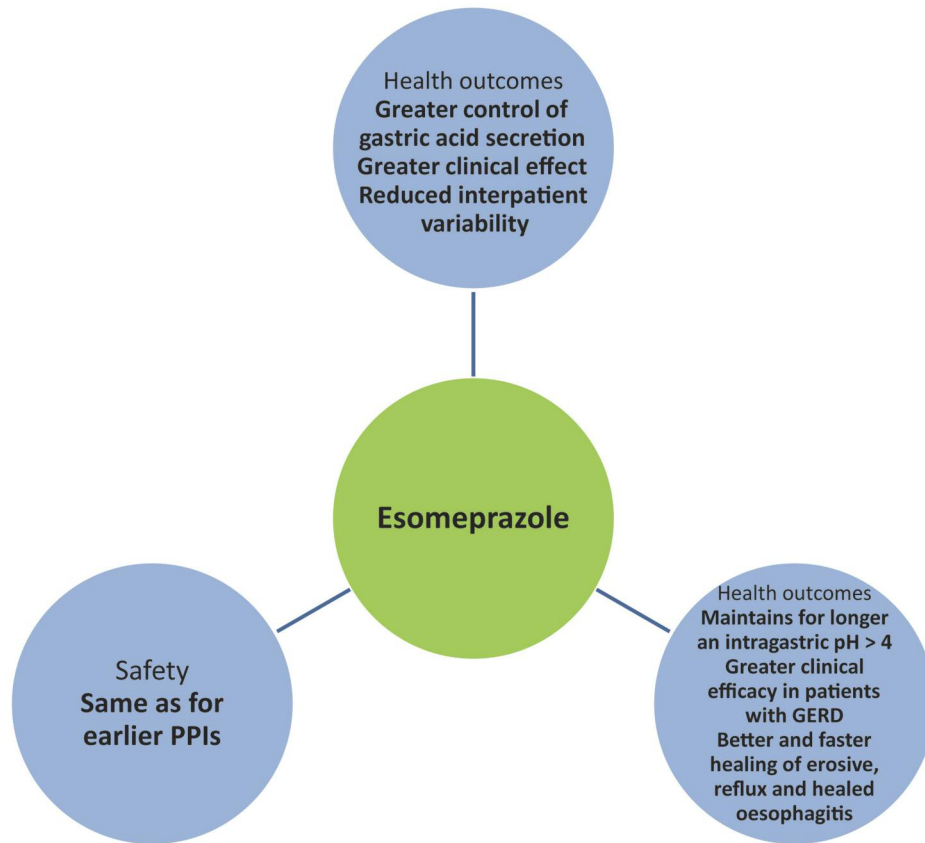 Health outcomes
Greater control of
gastric acid secretion
Greater clinical effect
Reduced interpatient
variability
Esomeprazole
Safety
Same as for
earlier PPIs
Health outcomes
Maintains for longer
an intragastric pH > 4
Greater clinical
efficacy in patients
with GERD
Better and faster
healing of erosive,
reflux and healed
oesophagitis